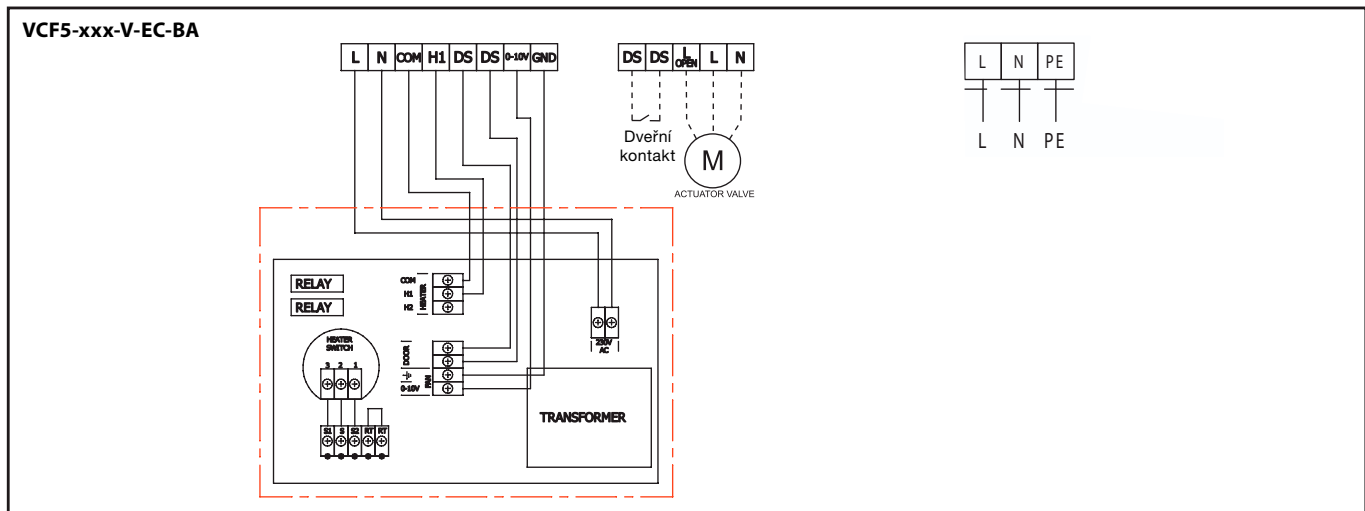 VCF5-xxx-V-EC-BA
L N COM H1 DS DS 0-10V GND
DS DS L OPEN L N
L N PE
Dveřní
kontakt
M
ACTUATOR VALVE
L N PE
RELAY
RELAY
COM
H1
H2
HEATER
HEATER
SWITCH
3 2 1
S1 S S2 RT RT
DOOR
0-10V
FAN
230V
AC
TRANSFORMER